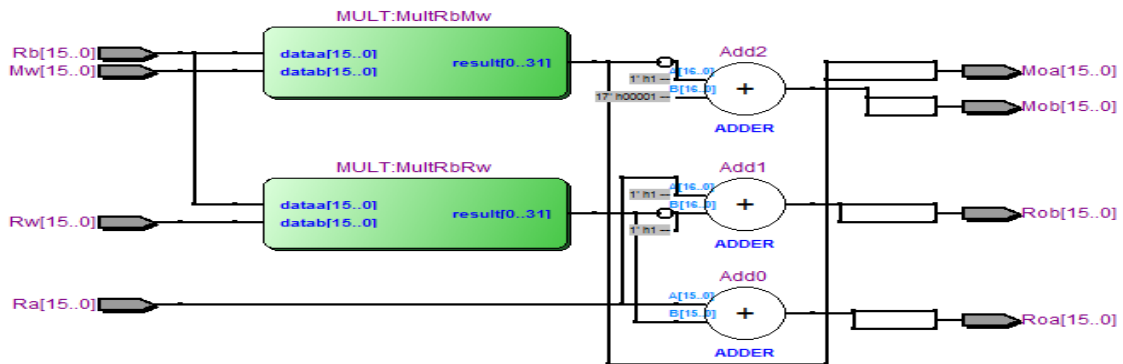 MULT:MultRbMw
Rb[15..0]
Mw[15..0]
dataa[15..0]
datab[15..0]
result[0..31]
Add2
A[16..0]
1' h1 --
B[16..0]
17' h00001 --
+
ADDER
Moa[15..0]
Mob[15..0]
MULT:MultRbRw
Rw[15..0]
dataa[15..0]
datab[15..0]
result[0..31]
Add1
A[16..0]
1' h1 --
B[16..0]
1' h1 --
+
ADDER
Rob[15..0]
Ra[15..0]
Add0
A[15..0]
B[15..0]
+
ADDER
Roa[15..0]